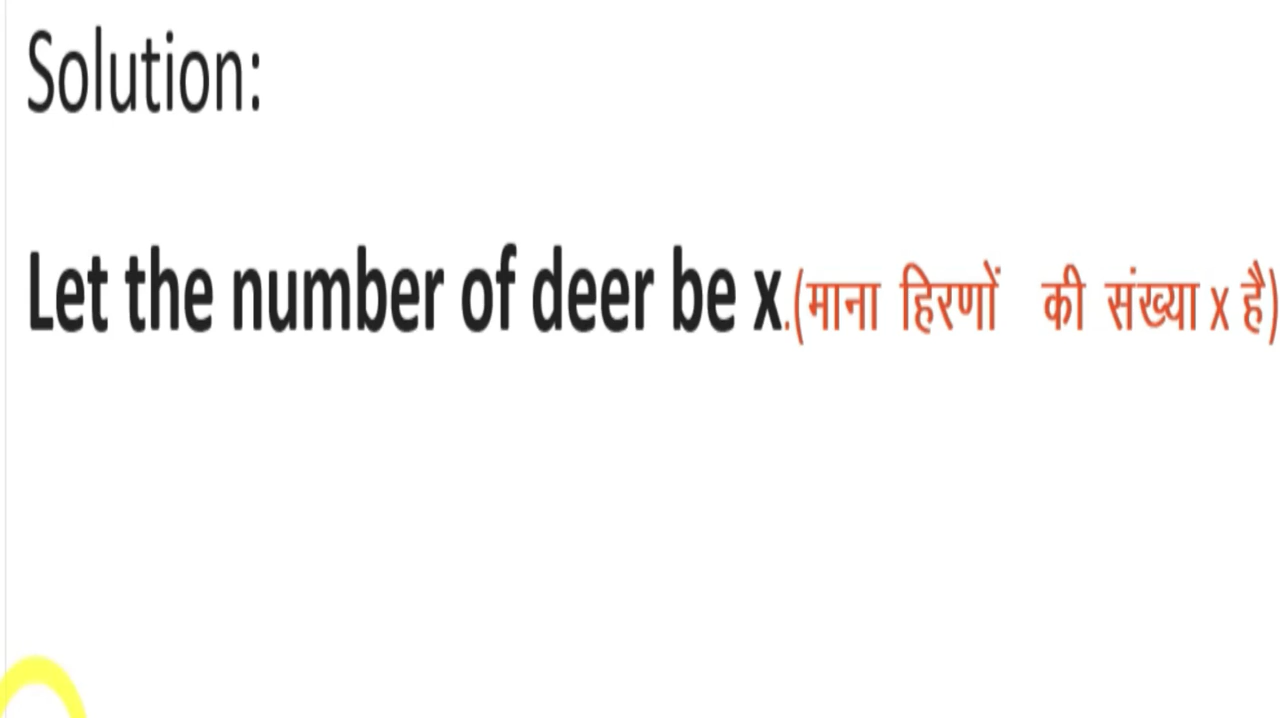 Solution:
Let the number of deer be x.(माना हिरणों की संख्या x है)